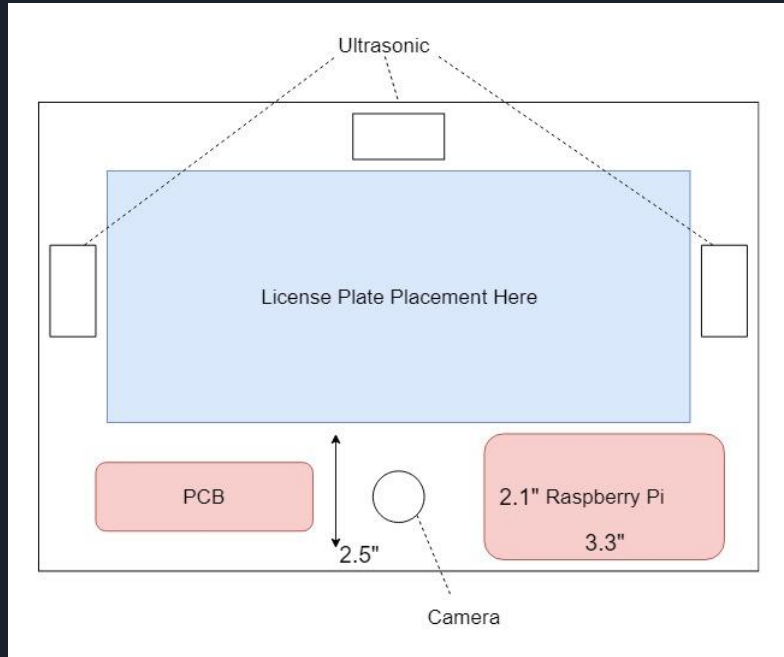 Ultrasonic
License Plate Placement Here
PCB
2.1" Raspberry Pi
3.3"
2.5"
Camera